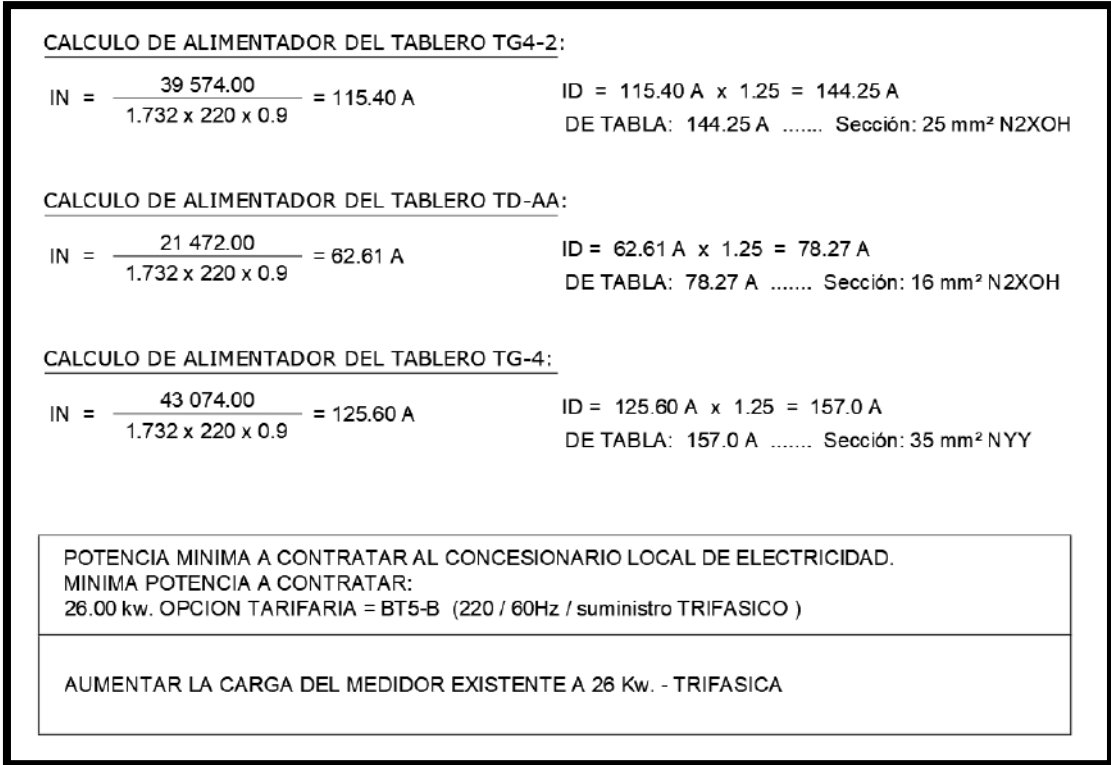 CALCULO DE ALIMENTADOR DEL TABLERO TG4-2:
IN = 39 574.00 / 1.732 x 220 x 0.9 = 115.40 A
ID = 115.40 A x 1.25 = 144.25 A
DE TABLA: 144.25 A ....... Sección: 25 mm² N2XOH
CALCULO DE ALIMENTADOR DEL TABLERO TD-AA:
IN = 21 472.00 / 1.732 x 220 x 0.9 = 62.61 A
ID = 62.61 A x 1.25 = 78.27 A
DE TABLA: 78.27 A ....... Sección: 16 mm² N2XOH
CALCULO DE ALIMENTADOR DEL TABLERO TG-4:
IN = 43 074.00 / 1.732 x 220 x 0.9 = 125.60 A
ID = 125.60 A x 1.25 = 157.0 A
DE TABLA: 157.0 A ....... Sección: 35 mm² NYY
POTENCIA MINIMA A CONTRATAR AL CONCESIONARIO LOCAL DE ELECTRICIDAD.
MINIMA POTENCIA A CONTRATAR:
26.00 kw. OPCION TARIFARIA = BT5-B (220 / 60Hz / suministro TRIFASICO )
AUMENTAR LA CARGA DEL MEDIDOR EXISTENTE A 26 Kw. - TRIFASICA